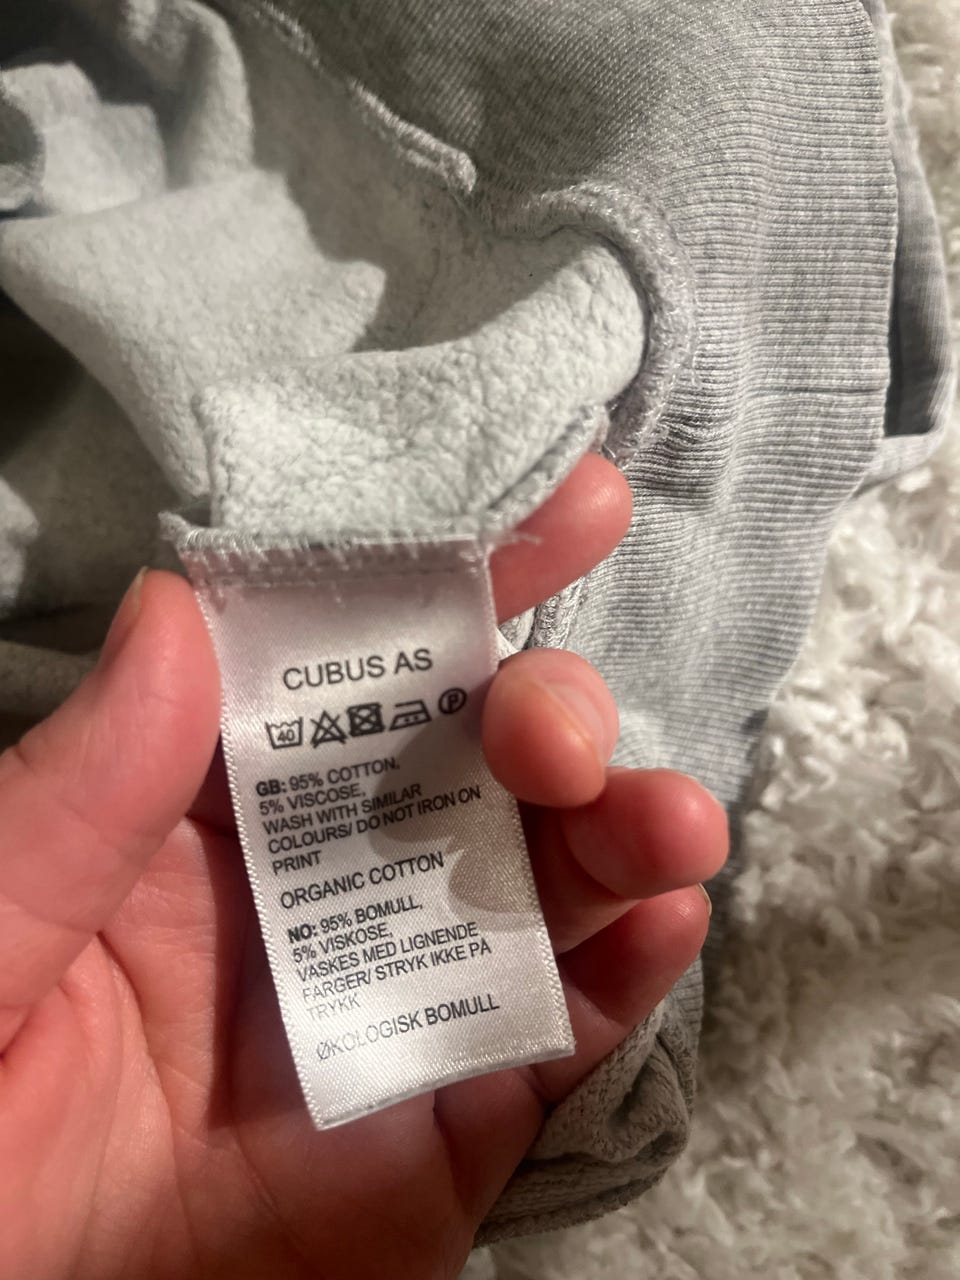 CUBUS AS
40 P
GB: 95% COTTON,
5% VISCOSE,
WASH WITH SIMILAR
COLOURS/ DO NOT IRON ON
PRINT
ORGANIC COTTON
NO: 95% BOMULL,
5% VISKOSE,
VASKES MED LIGNENDE
FARGER/ STRYK IKKE PÅ
TRYKK
ØKOLOGISK BOMULL